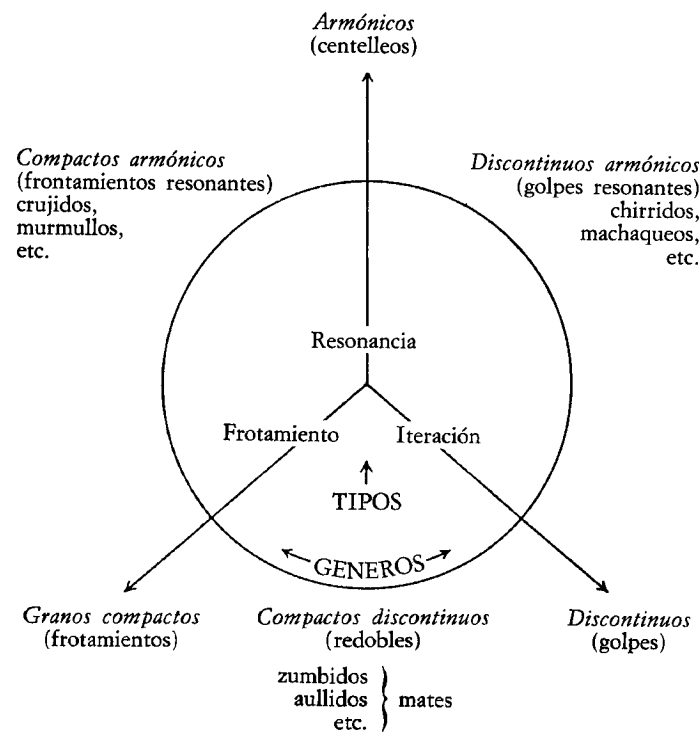 Armónicos
(centelleos)
Compactos armónicos
(frontamientos resonantes)
crujidos,
murmullos,
etc.
Discontinuos armónicos
(golpes resonantes)
chirridos,
machaqueos,
etc.
Resonancia
Frotamiento
Iteración
TIPOS
GENEROS
Granos compactos
(frotamientos)
Compactos discontinuos
(redobles)
zumbidos
aullidos
etc.
mates
Discontinuos
(golpes)